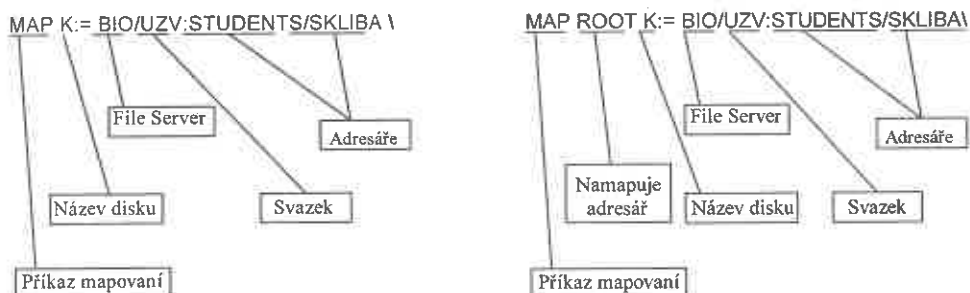 MAP K:= BIO/UZV:STUDENTS/SKLIBA \
File Server
Adresáře
Název disku
Svazek
Příkaz mapovaní
MAP ROOT K:= BIO/UZV:STUDENTS/SKLIBA\
File Server
Adresáře
Namapuje
adresář
Název disku
Svazek
Příkaz mapovaní